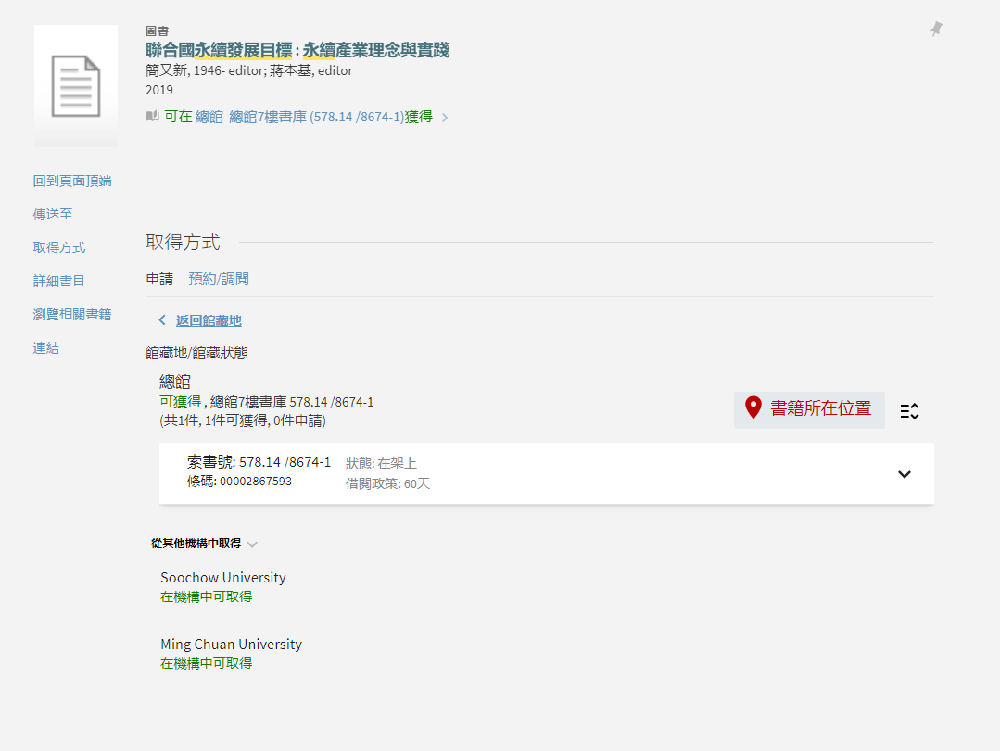 圖書
聯合國永續發展目標 : 永續產業理念與實踐
簡又新, 1946- editor; 蔣本基, editor
2019
可在 總館 總館7樓書庫 (578.14 /8674-1)獲得
回到頁面頂端
傳送至
取得方式
詳細書目
瀏覽相關書籍
連結
取得方式
申請 預約/調閱
返回館藏地
館藏地/館藏狀態
總館
可獲得 , 總館7樓書庫 578.14 /8674-1
(共1件, 1件可獲得, 0件申請)
書籍所在位置
索書號: 578.14 /8674-1
條碼: 00002867593
狀態: 在架上
借閱政策: 60天
從其他機構中取得
Soochow University
在機構中可取得
Ming Chuan University
在機構中可取得